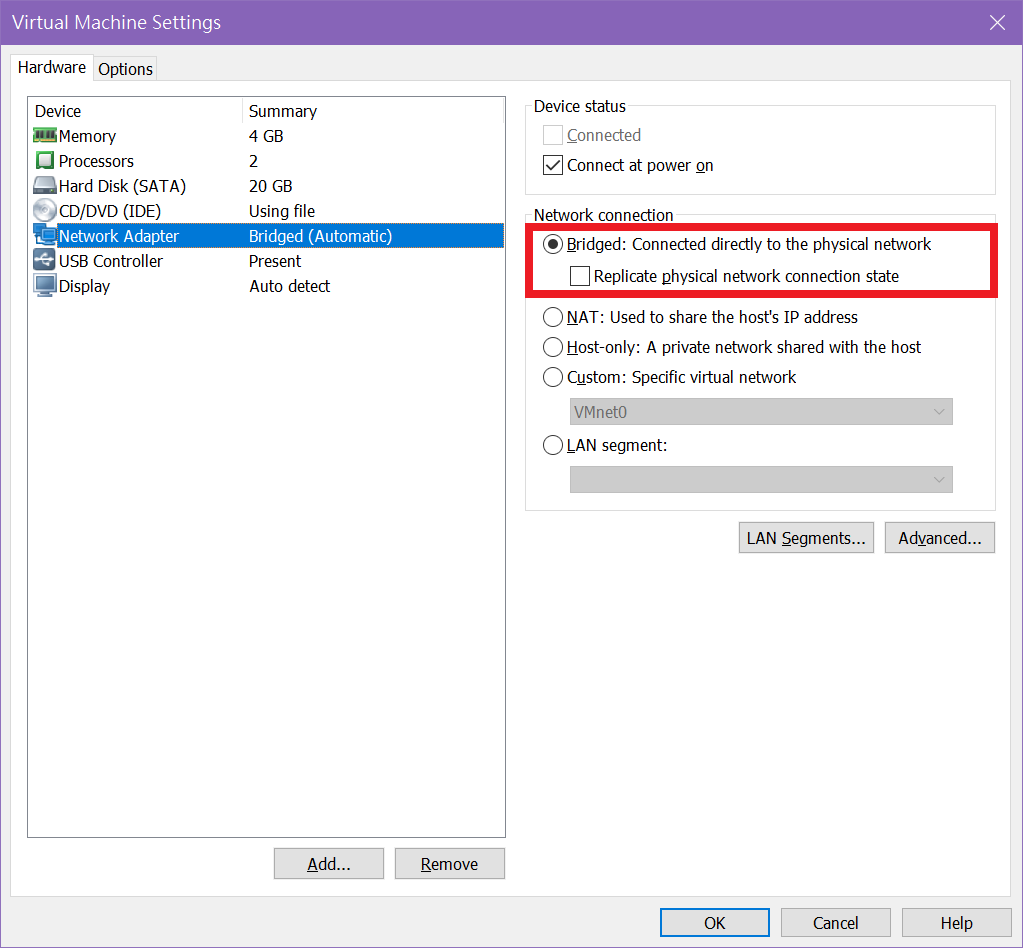 Virtual Machine Settings
Hardware Options
Device Summary
Memory 4 GB
Processors 2
Hard Disk (SATA) 20 GB
CD/DVD (IDE) Using file
Network Adapter Bridged (Automatic)
USB Controller Present
Display Auto detect
Add... Remove
Device status
Connected
Connect at power on
Network connection
Bridged: Connected directly to the physical network
Replicate physical network connection state
NAT: Used to share the host's IP address
Host-only: A private network shared with the host
Custom: Specific virtual network
VMnet0
LAN segment:
LAN Segments... Advanced...
OK Cancel Help